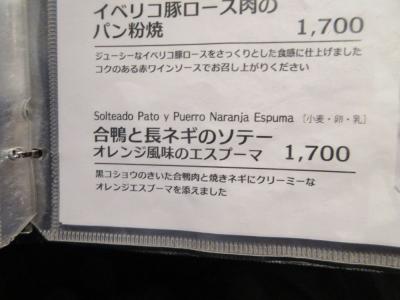 イベリコ豚ロース肉の
パン粉焼 1,700
ジューシーなイベリコ豚ロースをさっくりとした食感に仕上げました
コクのある赤ワインソースでお召し上がりください
Solteado Pato y Puerro Naranja Espuma [小麦・卵・乳]
合鴨と長ネギのソテー
オレンジ風味のエスプーマ 1,700
黒コショウのきいた合鴨肉と焼きネギにクリーミーな
オレンジエスプーマを添えました